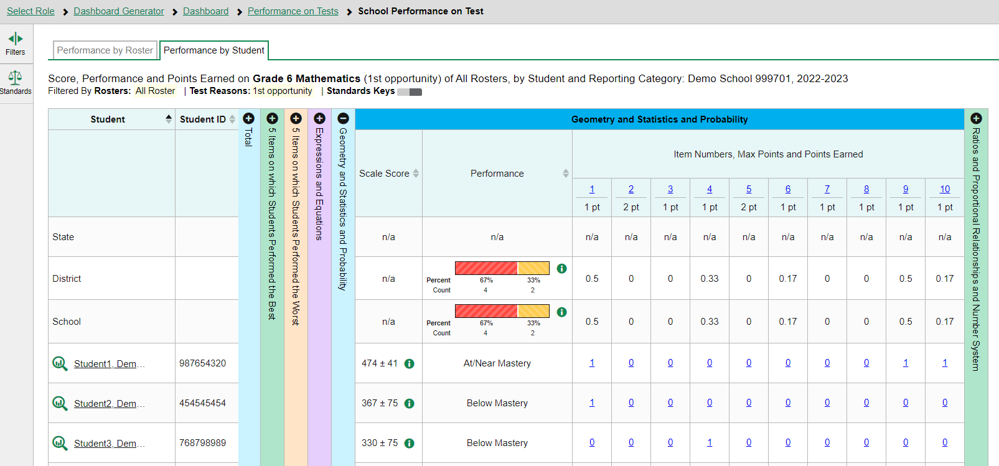 Select Role > Dashboard Generator > Dashboard > Performance on Tests > School Performance on Test
Filters
Standards
Performance by Roster
Performance by Student
Score, Performance and Points Earned on Grade 6 Mathematics (1st opportunity) of All Rosters, by Student and Reporting Category: Demo School 999701, 2022-2023
Filtered By Rosters: All Roster | Test Reasons: 1st opportunity | Standards Keys
Student
Student ID
Total
5 Items on which Students Performed the Best
5 Items on which Students Performed the Worst
Expressions and Equations
Geometry and Statistics and Probability
Geometry and Statistics and Probability
Ratios and Proportional Relationships and Number System
Scale Score
Performance
Item Numbers, Max Points and Points Earned
1 2 3 4 5 6 7 8 9 10
1 pt 2 pt 1 pt 1 pt 2 pt 1 pt 1 pt 1 pt 1 pt 1 pt
State n/a n/a n/a n/a n/a n/a n/a n/a n/a n/a n/a n/a
District n/a 0.5 0 0 0.33 0 0.17 0 0 0.5 0.17
Percent 67% 33%
Count 4 2
School n/a 0.5 0 0 0.33 0 0.17 0 0 0.5 0.17
Percent 67% 33%
Count 4 2
Student1, Dem... 987654320 474 ± 41 At/Near Mastery 1 0 0 0 0 0 0 0 1 1
Student2, Dem... 454545454 367 ± 75 Below Mastery 1 0 0 0 0 0 0 0 0 0
Student3, Dem... 768798989 330 ± 75 Below Mastery 0 0 0 1 0 0 0 0 0 0